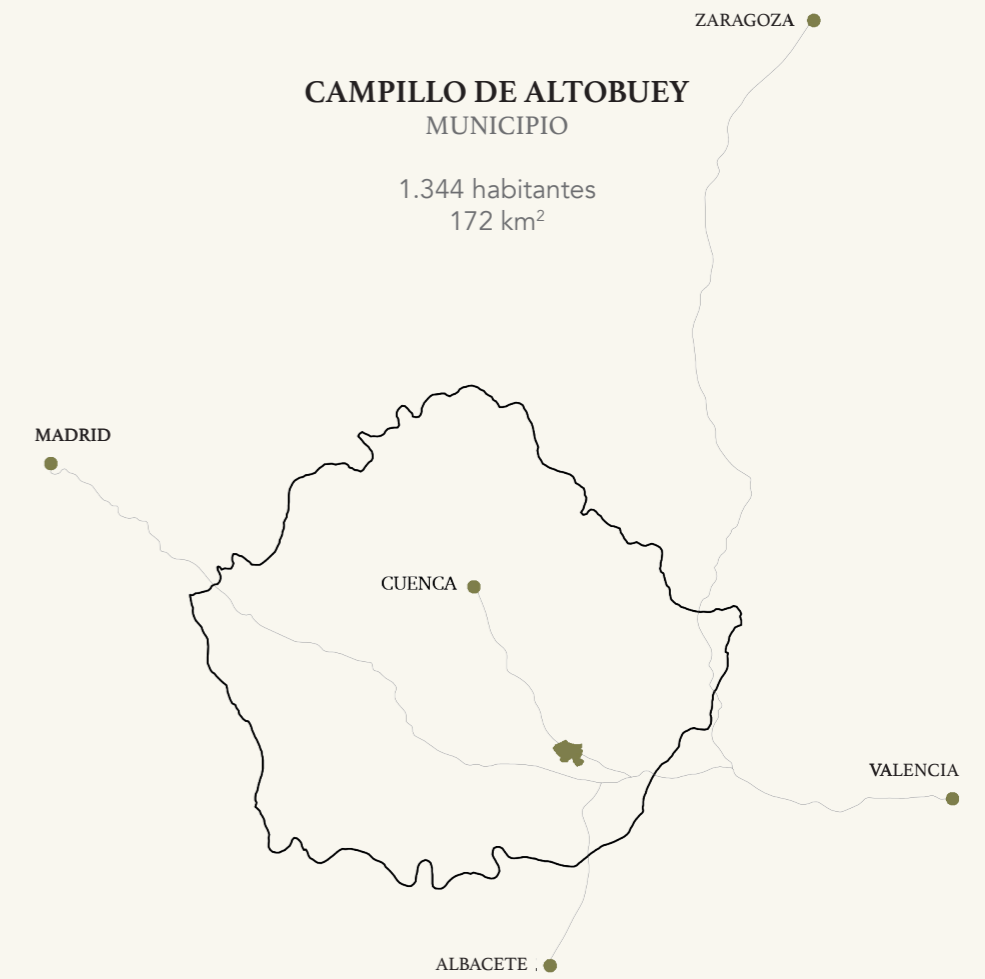 ZARAGOZA
CAMPILLO DE ALTOBUEY
MUNICIPIO
1.344 habitantes
172 km²
MADRID
CUENCA
VALENCIA
ALBACETE